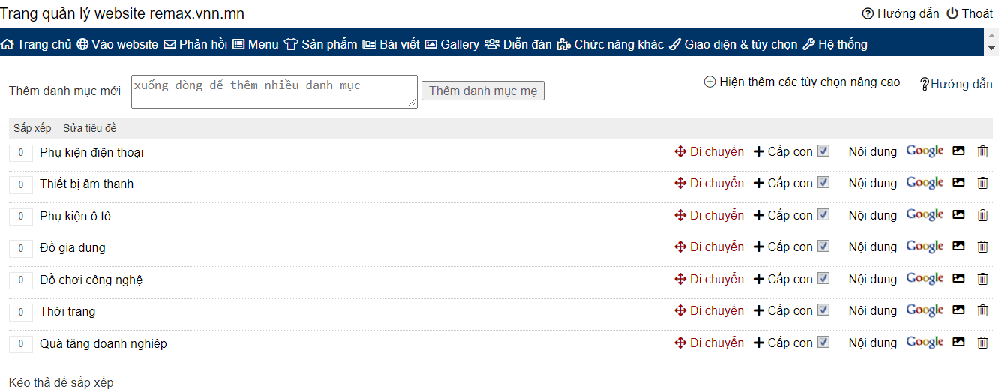 Trang quản lý website remax.vnn.mn Hướng dẫn Thoát
Trang chủ Vào website Phản hồi Menu Sản phẩm Bài viết Gallery Diễn đàn Chức năng khác Giao diện & tùy chọn Hệ thống
Thêm danh mục mới xuống dòng để thêm nhiều danh mục Thêm danh mục mẹ Hiện thêm các tùy chọn nâng cao Hướng dẫn
Sắp xếp Sửa tiêu đề
0 Phụ kiện điện thoại Di chuyển Cấp con Nội dung Google
0 Thiết bị âm thanh Di chuyển Cấp con Nội dung Google
0 Phụ kiện ô tô Di chuyển Cấp con Nội dung Google
0 Đồ gia dụng Di chuyển Cấp con Nội dung Google
0 Đồ chơi công nghệ Di chuyển Cấp con Nội dung Google
0 Thời trang Di chuyển Cấp con Nội dung Google
0 Quà tặng doanh nghiệp Di chuyển Cấp con Nội dung Google
Kéo thả để sắp xếp